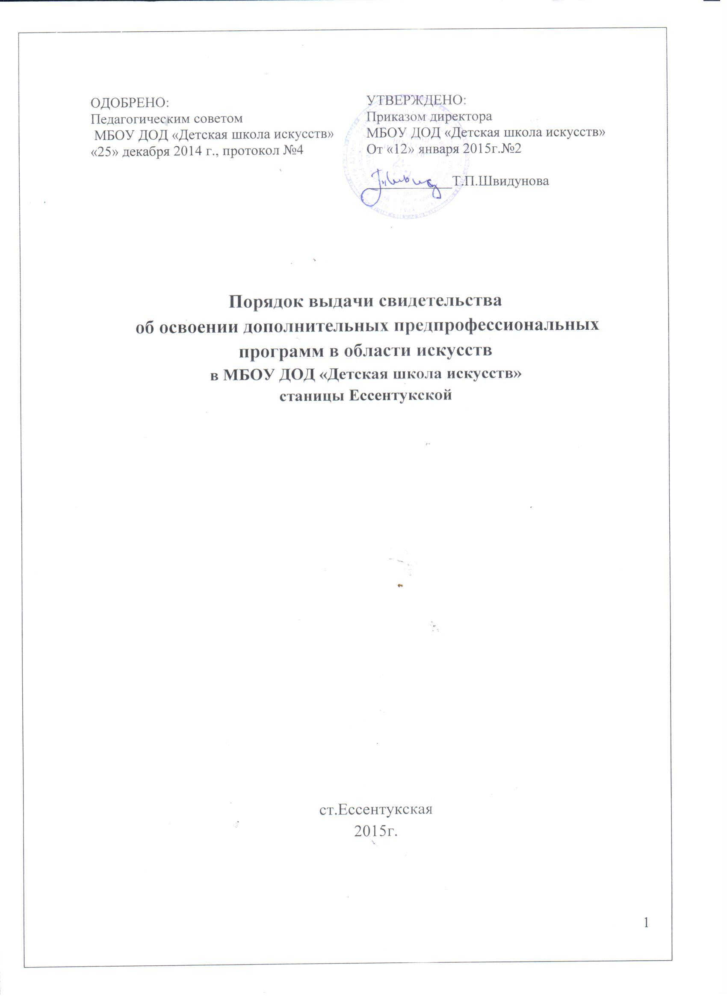 ОДОБРЕНО:
Педагогическим советом
МБОУ ДОД «Детская школа искусств»
«25» декабря 2014 г., протокол №4
УТВЕРЖДЕНО:
Приказом директора
МБОУ ДОД «Детская школа искусств»
От «12» января 2015г.№2
Т.П.Швидунова
Порядок выдачи свидетельства
об освоении дополнительных предпрофессиональных
программ в области искусств
в МБОУ ДОД «Детская школа искусств»
станицы Ессентукской
ст.Ессентукская
2015г.
1